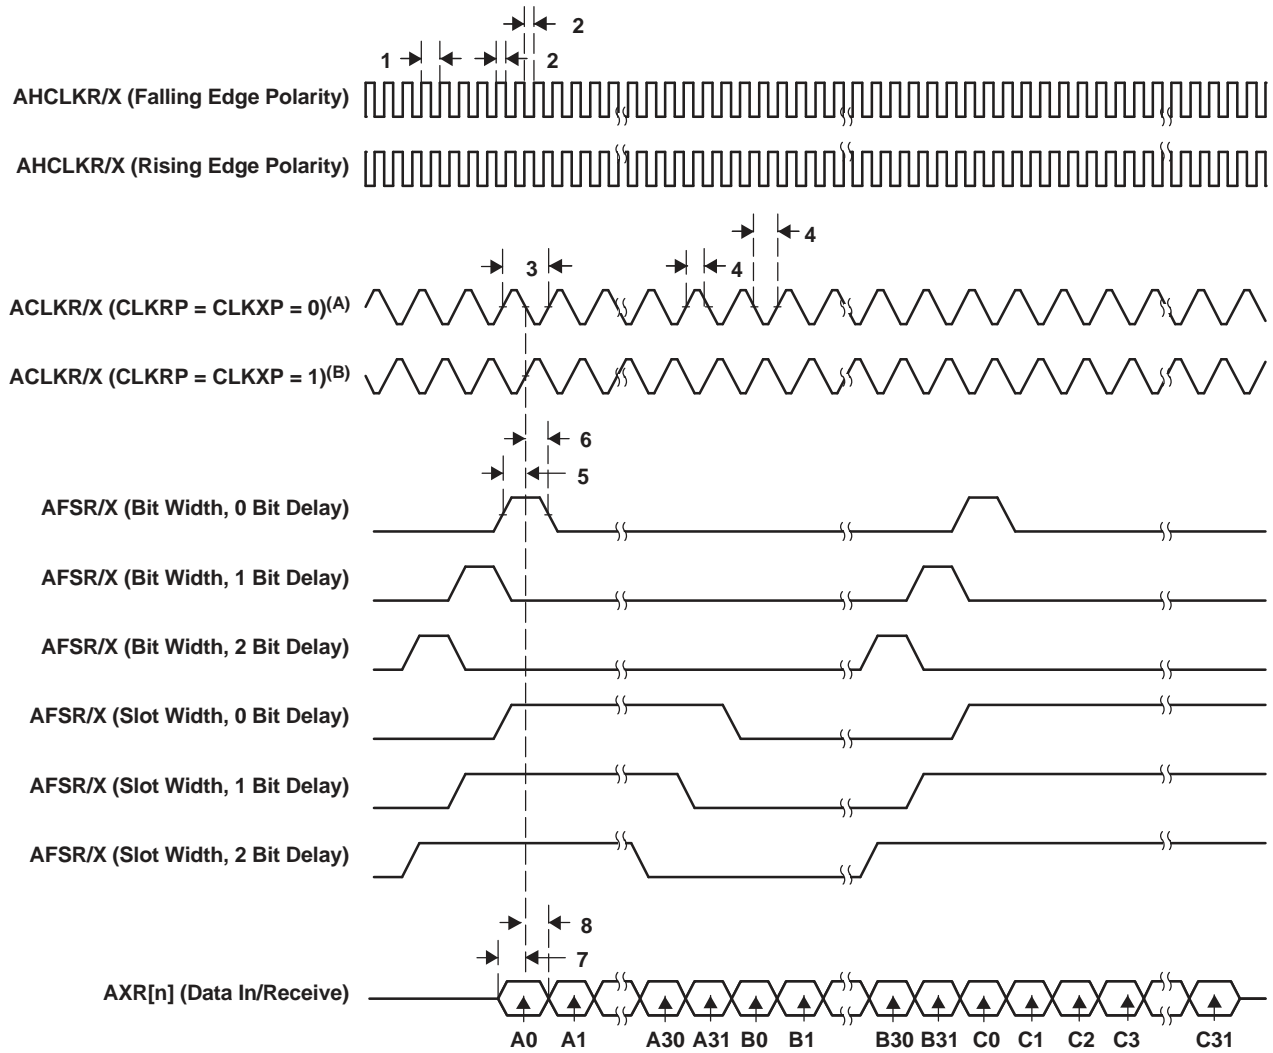 2
1
2
AHCLKR/X (Falling Edge Polarity)
AHCLKR/X (Rising Edge Polarity)
4
3
4
ACLKR/X (CLKRP = CLKXP = 0)(A)
ACLKR/X (CLKRP = CLKXP = 1)(B)
6
5
AFSR/X (Bit Width, 0 Bit Delay)
AFSR/X (Bit Width, 1 Bit Delay)
AFSR/X (Bit Width, 2 Bit Delay)
AFSR/X (Slot Width, 0 Bit Delay)
AFSR/X (Slot Width, 1 Bit Delay)
AFSR/X (Slot Width, 2 Bit Delay)
8
7
AXR[n] (Data In/Receive)
A0 A1 A30 A31 B0 B1 B30 B31 C0 C1 C2 C3 C31